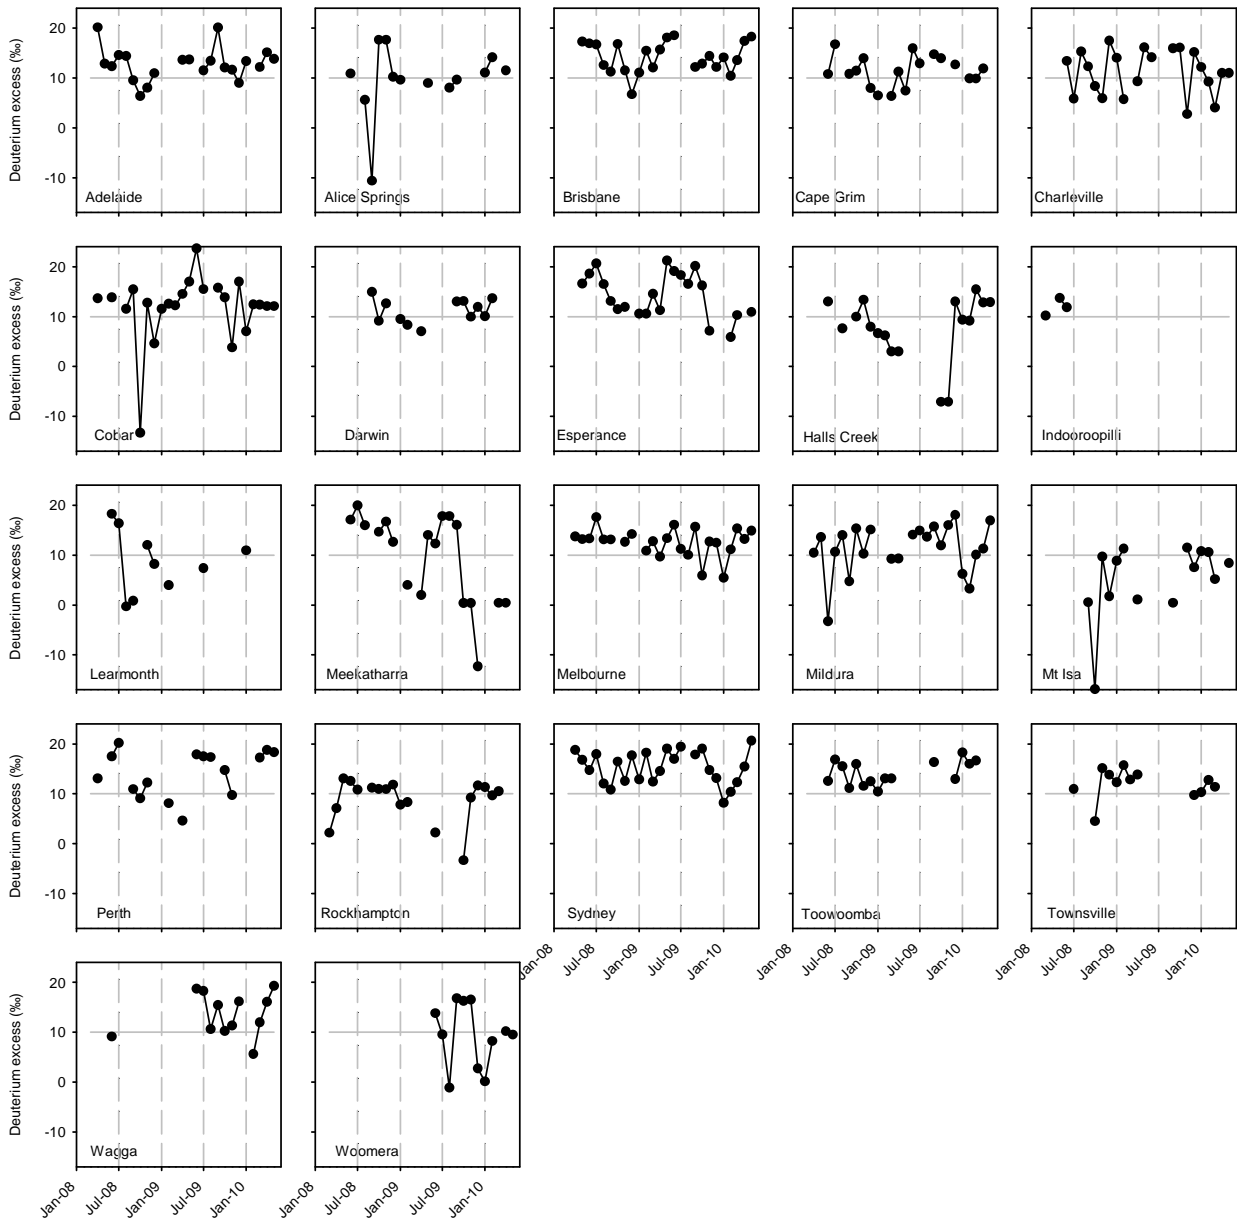 Deuterium excess (‰)
20
10
0
-10
Adelaide
Alice Springs
Brisbane
Cape Grim
Charleville
Deuterium excess (‰)
20
10
0
-10
Cobar
Darwin
Esperance
Halls Creek
Indooroopilli
Deuterium excess (‰)
20
10
0
-10
Learmonth
Meekatharra
Melbourne
Mildura
Mt Isa
Deuterium excess (‰)
20
10
0
-10
Perth
Rockhampton
Sydney
Toowoomba
Townsville
Jan-08
Jul-08
Jan-09
Jul-09
Jan-10
Jan-08
Jul-08
Jan-09
Jul-09
Jan-10
Jan-08
Jul-08
Jan-09
Jul-09
Jan-10
Deuterium excess (‰)
20
10
0
-10
Wagga
Woomera
Jan-08
Jul-08
Jan-09
Jul-09
Jan-10
Jan-08
Jul-08
Jan-09
Jul-09
Jan-10